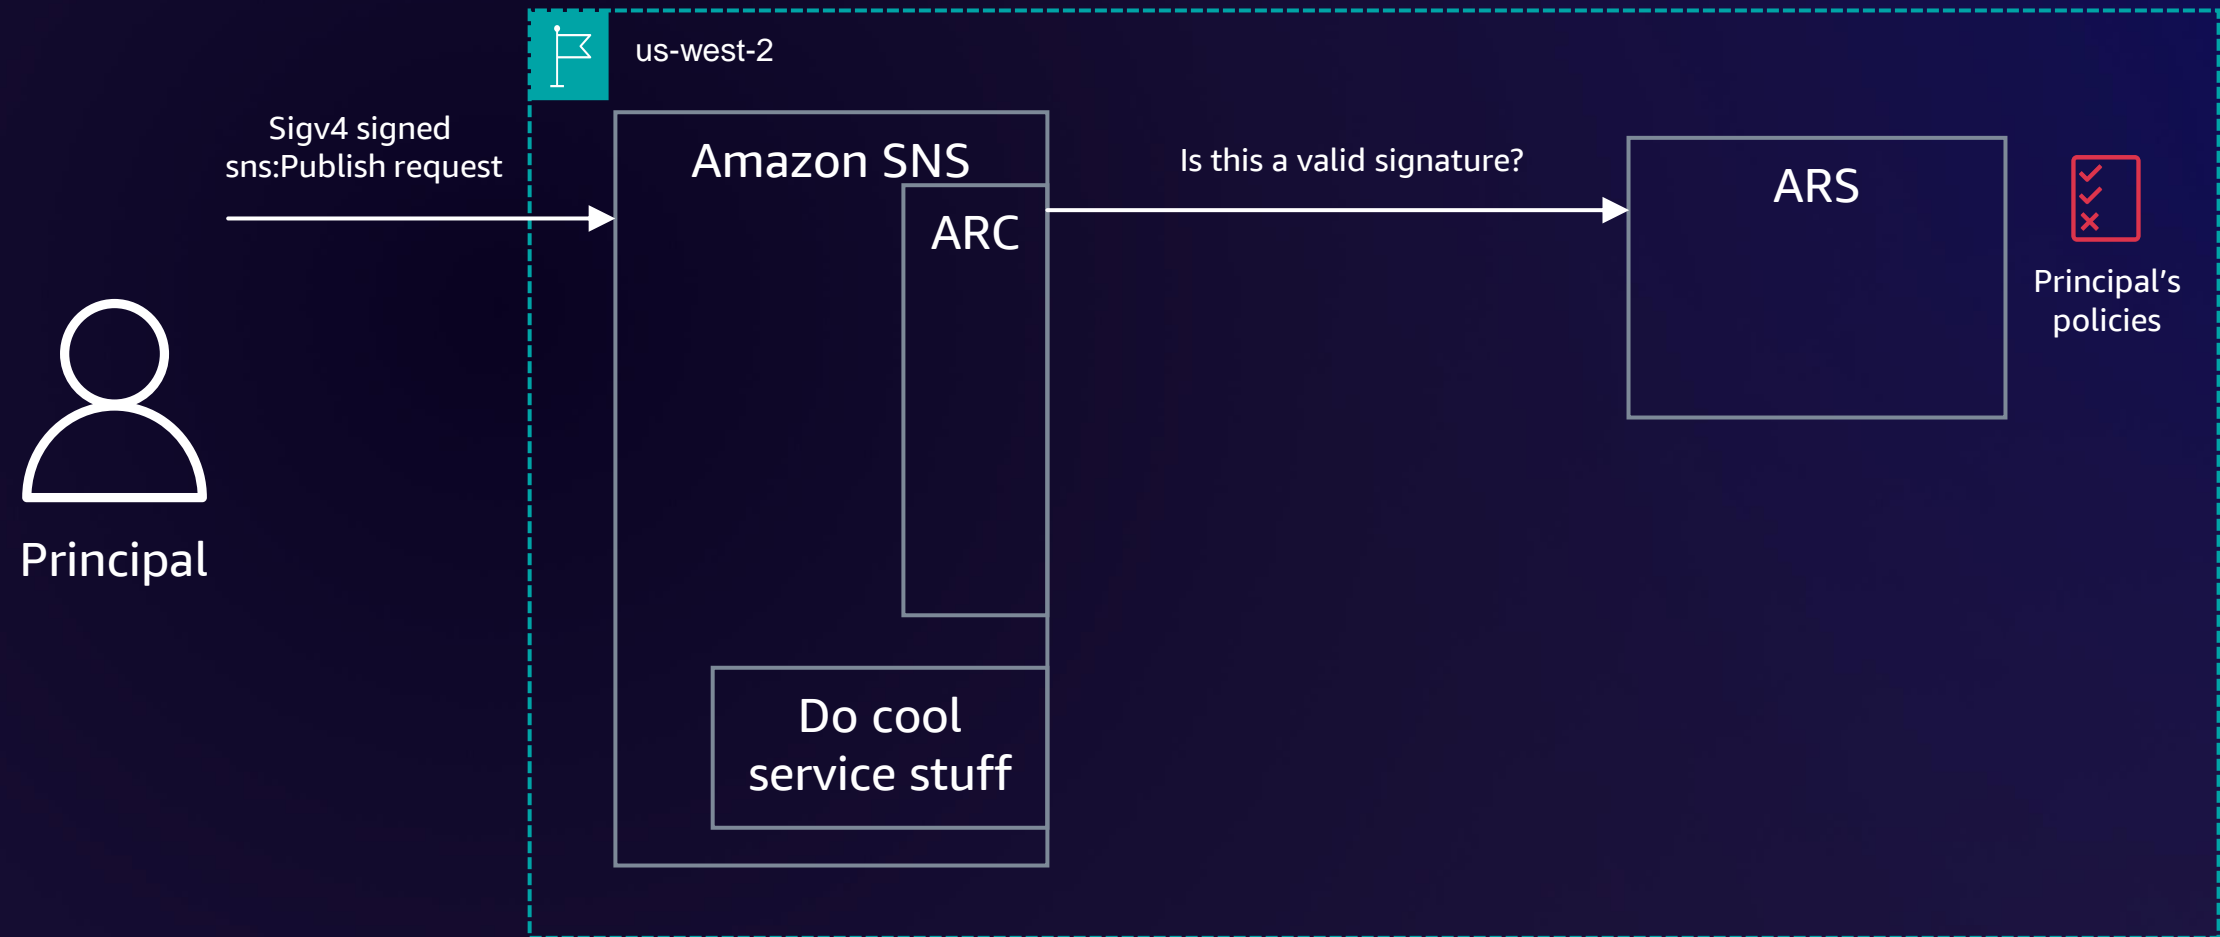 us-west-2
Sigv4 signed
sns:Publish request
Amazon SNS
ARC
Is this a valid signature?
ARS
Principal’s
policies
Principal
Do cool
service stuff